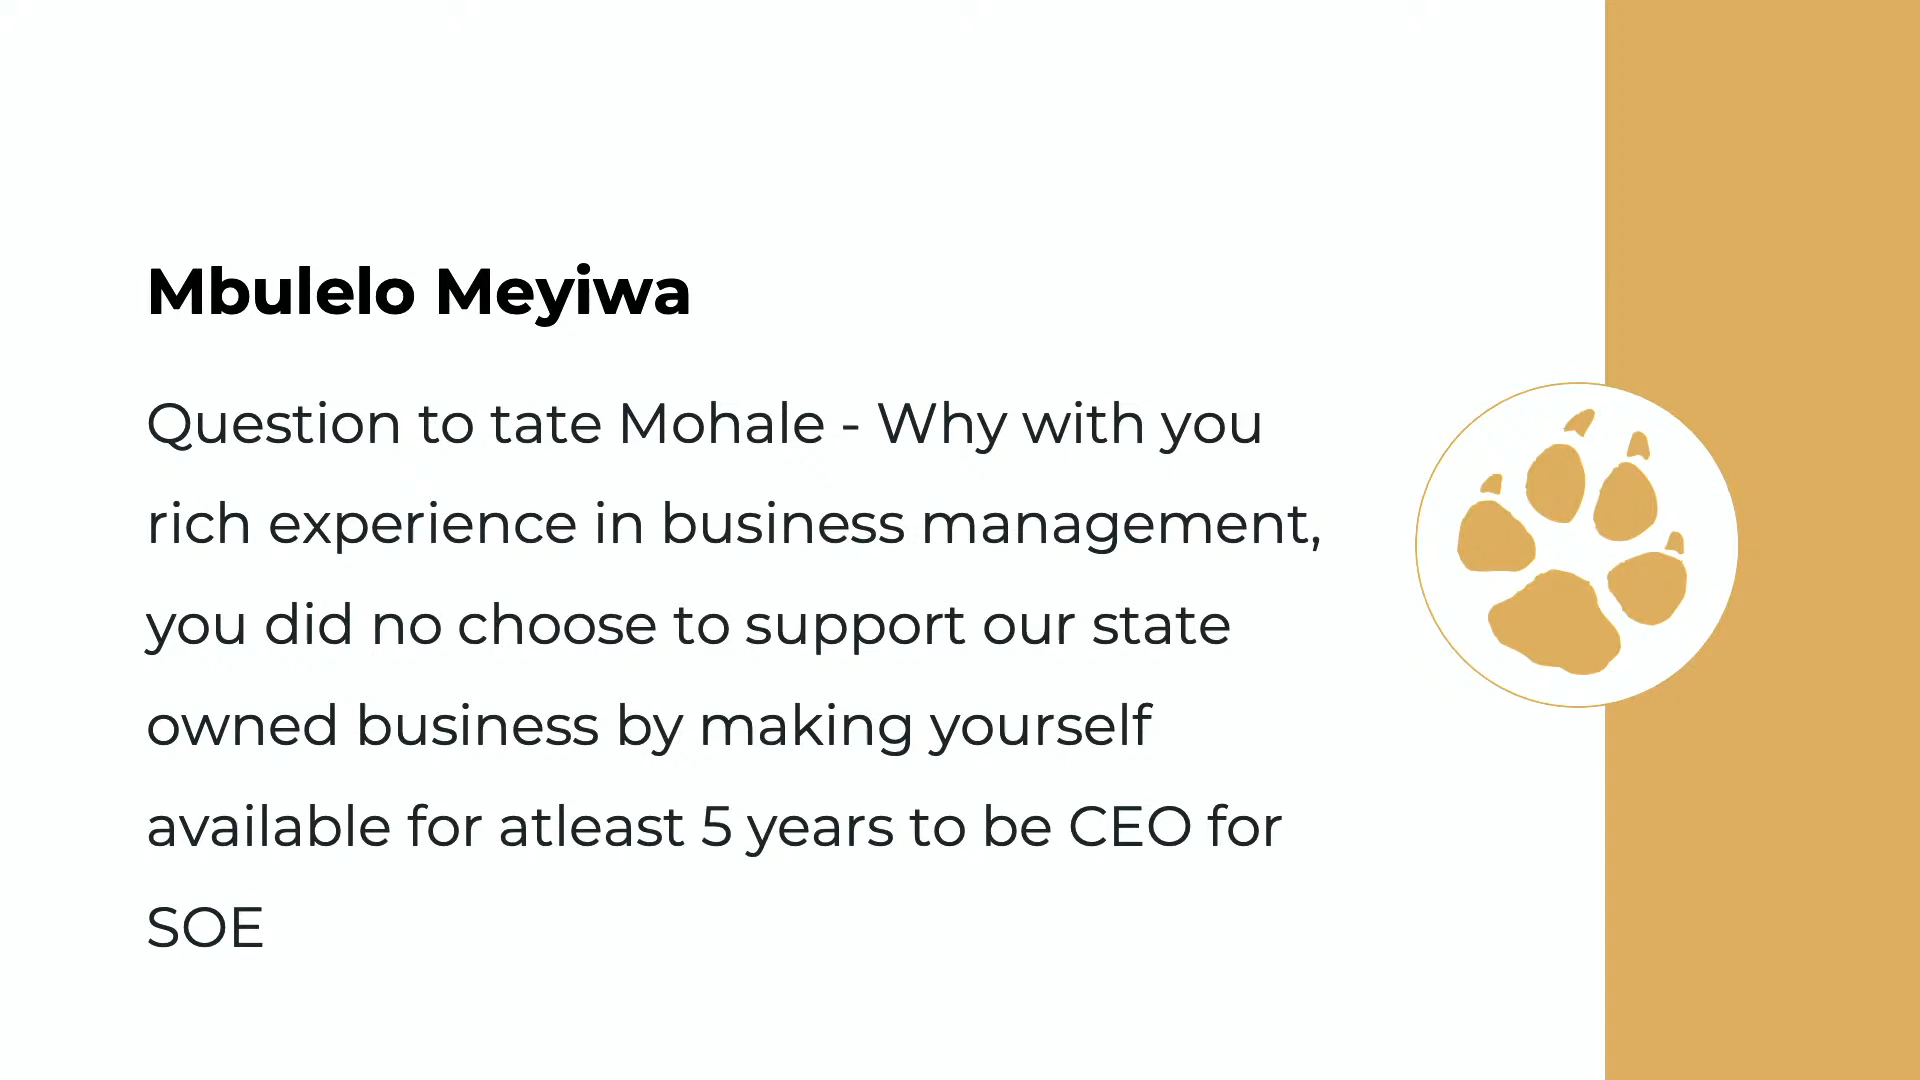 Mbulelo Meyiwa
Question to tate Mohale - Why with you
rich experience in business management,
you did no choose to support our state
owned business by making yourself
available for atleast 5 years to be CEO for
SOE